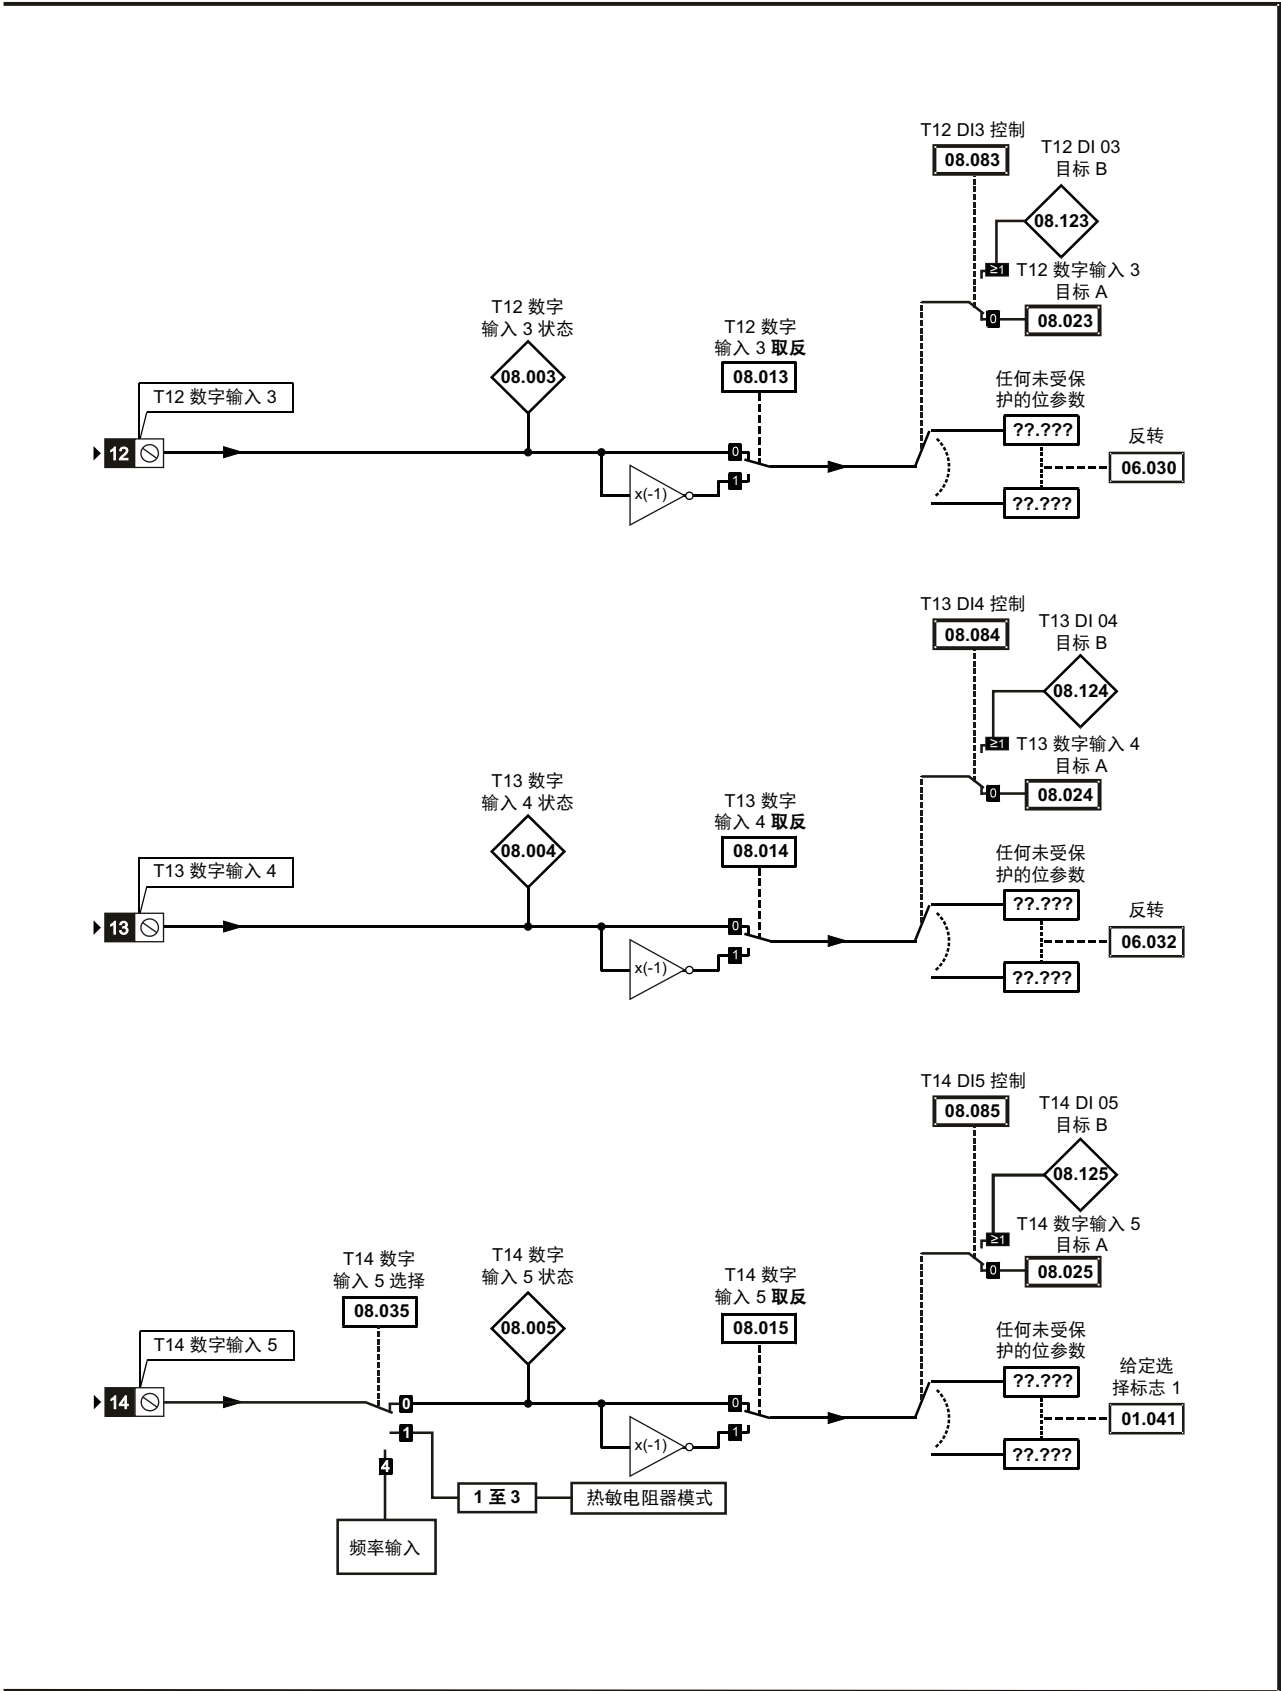 T12 DI3 控制
08.083
T12 DI 03
目标 B
08.123
≥1
T12 数字输入 3
目标 A
0
08.023
T12 数字
输入 3 状态
08.003
T12 数字
输入 3 取反
08.013
任何未受保
护的位参数
??.???
反转
06.030
??.???
T12 数字输入 3
12
0
1
x(-1)
T13 DI4 控制
08.084
T13 DI 04
目标 B
08.124
≥1
T13 数字输入 4
目标 A
0
08.024
T13 数字
输入 4 状态
08.004
T13 数字
输入 4 取反
08.014
任何未受保
护的位参数
??.???
反转
06.032
??.???
T13 数字输入 4
13
0
1
x(-1)
T14 DI5 控制
08.085
T14 DI 05
目标 B
08.125
≥1
T14 数字输入 5
目标 A
0
08.025
T14 数字
输入 5 选择
08.035
T14 数字
输入 5 状态
08.005
T14 数字
输入 5 取反
08.015
任何未受保
护的位参数
??.???
给定选
择标志 1
01.041
??.???
T14 数字输入 5
14
0
1
4
0
1
x(-1)
1 至 3
热敏电阻器模式
频率输入